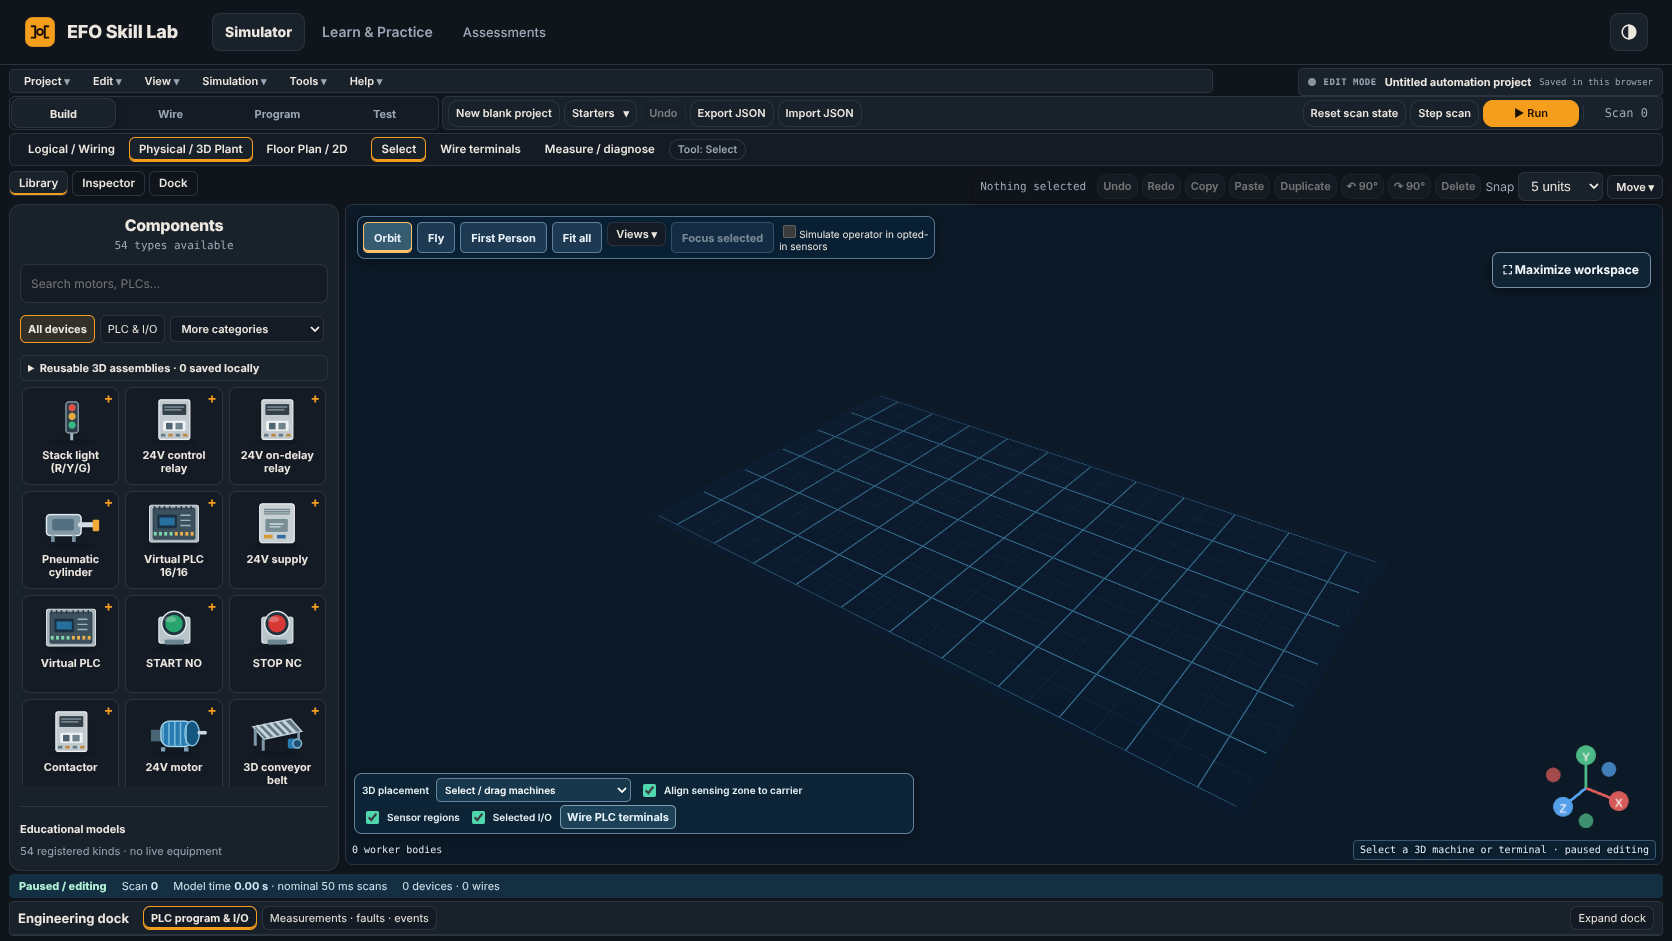 EFO Skill Lab
Simulator
Learn & Practice
Assessments
Project ▾
Edit ▾
View ▾
Simulation ▾
Tools ▾
Help ▾
EDIT MODE Untitled automation project Saved in this browser
Build
Wire
Program
Test
New blank project
Starters ▾
Undo
Export JSON
Import JSON
Reset scan state
Step scan
▶ Run
Scan 0
Logical / Wiring
Physical / 3D Plant
Floor Plan / 2D
Select
Wire terminals
Measure / diagnose
Tool: Select
Library
Inspector
Dock
Nothing selected
Undo
Redo
Copy
Paste
Duplicate
↶ 90°
↷ 90°
Delete
Snap
5 units
Move ▾
Components
54 types available
Search motors, PLCs...
All devices
PLC & I/O
More categories
▶ Reusable 3D assemblies · 0 saved locally
+
+
+
Stack light
(R/Y/G)
24V control
relay
24V on-delay
relay
+
+
+
Pneumatic
cylinder
Virtual PLC
16/16
24V supply
+
+
+
Virtual PLC
START NO
STOP NC
+
+
+
Contactor
24V motor
3D conveyor
belt
Educational models
54 registered kinds · no live equipment
Orbit
Fly
First Person
Fit all
Views ▾
Focus selected
Simulate operator in opted-
in sensors
Maximize workspace
Y
X
Z
3D placement
Select / drag machines
Align sensing zone to carrier
Sensor regions
Selected I/O
Wire PLC terminals
0 worker bodies
Select a 3D machine or terminal · paused editing
Paused / editing
Scan 0
Model time 0.00 s · nominal 50 ms scans
0 devices · 0 wires
Engineering dock
PLC program & I/O
Measurements · faults · events
Expand dock